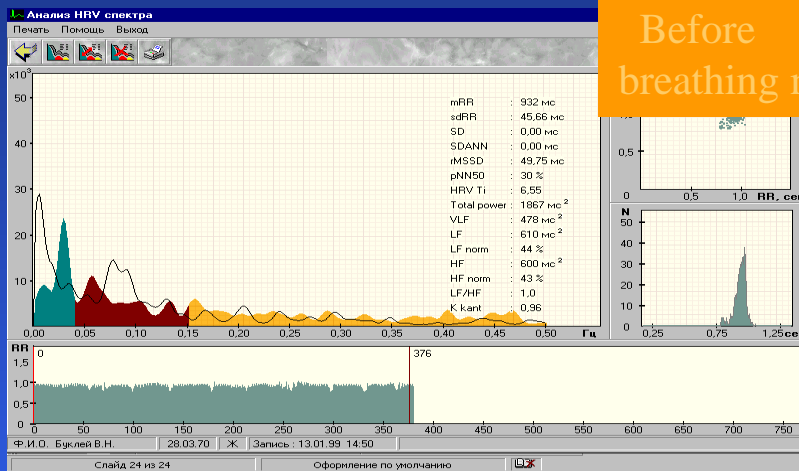 Анализ HRV спектра
Before
Печать Помощь Выход
breathing
x10³
50
40
30
20
10
0,00 0,05 0,10 0,15 0,20 0,25 0,30 0,35 0,40 0,45 0,50 Гц
mRR : 932 мс
sdRR : 45,66 мс
SD : 0,00 мс
SDANN : 0,00 мс
rMSSD : 49,75 мс
pNN50 : 30 %
HRV Ti : 6,55
Total power : 1867 мс²
VLF : 478 мс²
LF : 610 мс²
LF norm : 44 %
HF : 600 мс²
HF norm : 43 %
LF/HF : 1,0
K kant : 0,96
0,5
0 0,5 1,0 RR, се
N
50
40
30
20
10
0
0,25 0,75 1,25 се
RR
1,5
1,0
0,5
0
0 376
0 50 100 150 200 250 300 350 400 450 500 550 600 650 700 750
Ф.И.О. Буклей В.Н. 28.03.70 Ж Запись : 13.01.99 14:50
Слайд 24 из 24 Оформление по умолчанию